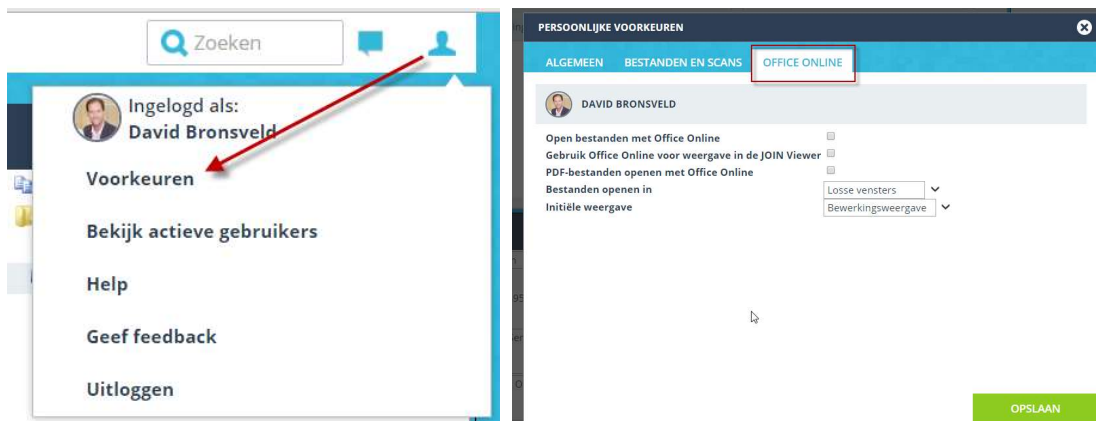 Zoeken
Ingelogd als:
David Bronsveld
Voorkeuren
Bekijk actieve gebruikers
Help
Geef feedback
Uitloggen
PERSOONLIJKE VOORKEUREN
ALGEMEEN BESTANDEN EN SCANS OFFICE ONLINE
DAVID BRONSVELD
Open bestanden met Office Online
Gebruik Office Online voor weergave in de JOIN Viewer
PDF-bestanden openen met Office Online
Bestanden openen in Losse vensters
Initiële weergave Bewerkingsweergave
OPSLAAN